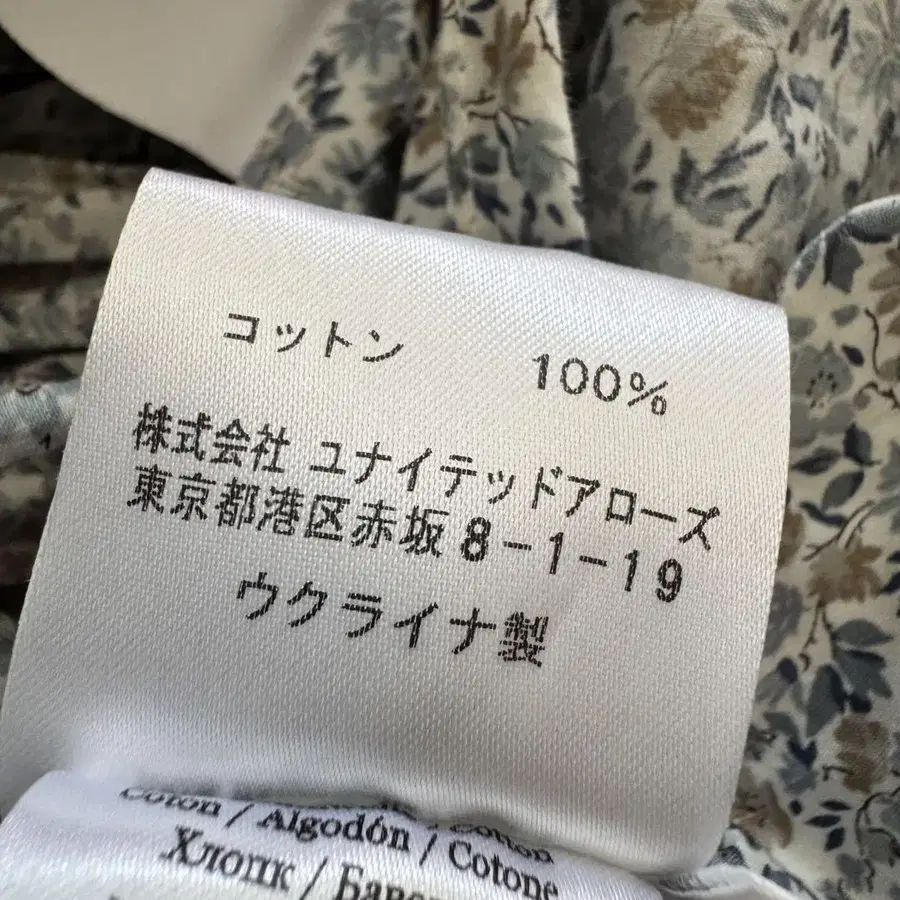 コットン 100%
株式会社 ユナイテッドアローズ
東京都港区赤坂8-1-19
ウクライナ製
Coton / Cotton
Algodón / Cotone
Хлопк /